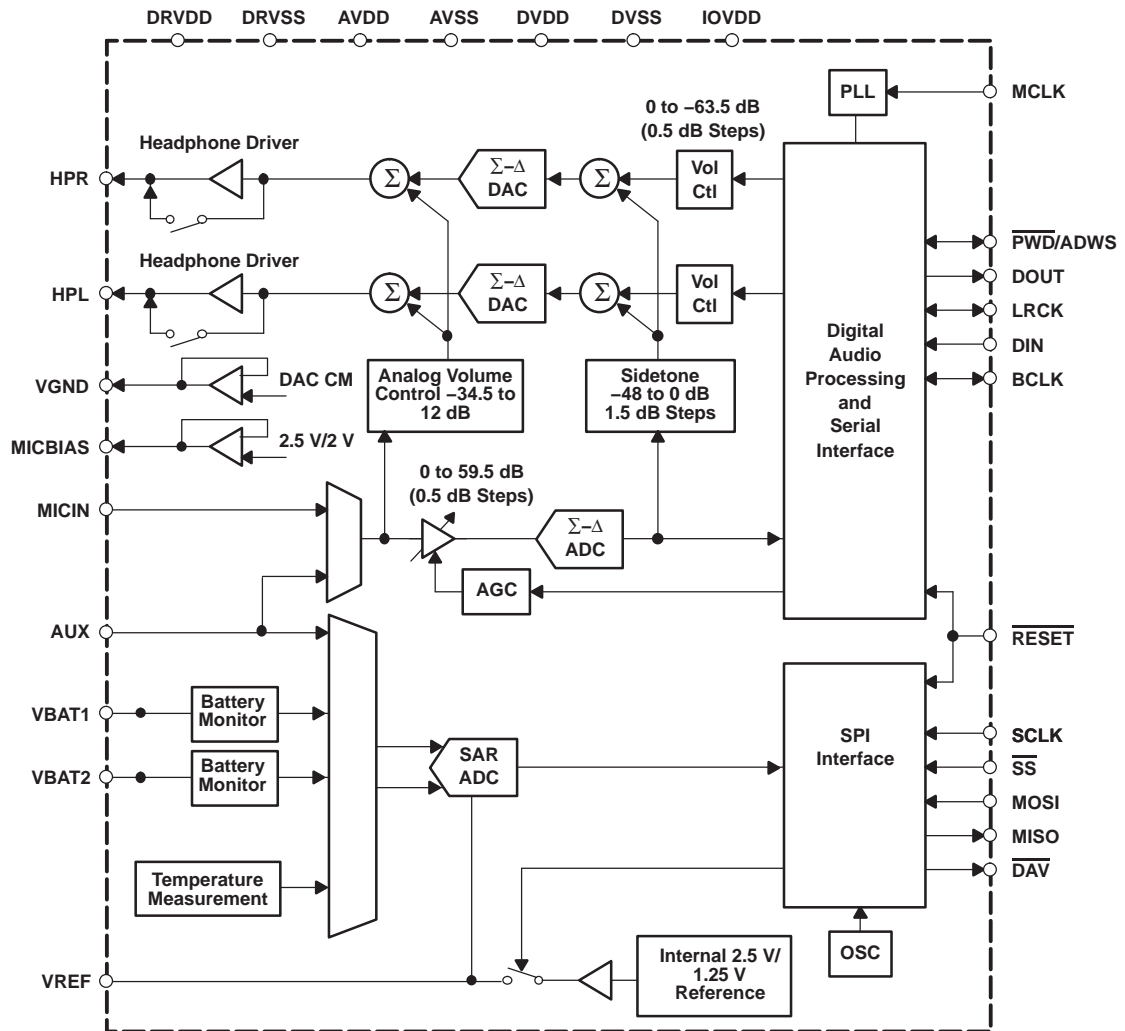 DRVDD DRVSS AVDD AVSS DVDD DVSS IOVDD
PLL
MCLK
0 to −63.5 dB
(0.5 dB Steps)
Headphone Driver
HPR
Σ
Σ−Δ
DAC
Σ
Vol
Ctl
PWD/ADWS
DOUT
LRCK
DIN
BCLK
Headphone Driver
HPL
Σ
Σ−Δ
DAC
Σ
Vol
Ctl
Digital
Audio
Processing
and
Serial
Interface
VGND
DAC CM
Analog Volume
Control −34.5 to
12 dB
Sidetone
−48 to 0 dB
1.5 dB Steps
MICBIAS
2.5 V/2 V
0 to 59.5 dB
(0.5 dB Steps)
MICIN
Σ−Δ
ADC
AGC
AUX
RESET
VBAT1
Battery
Monitor
VBAT2
Battery
Monitor
SAR
ADC
SPI
Interface
SCLK
SS
MOSI
MISO
DAV
Temperature
Measurement
OSC
VREF
Internal 2.5 V/
1.25 V
Reference